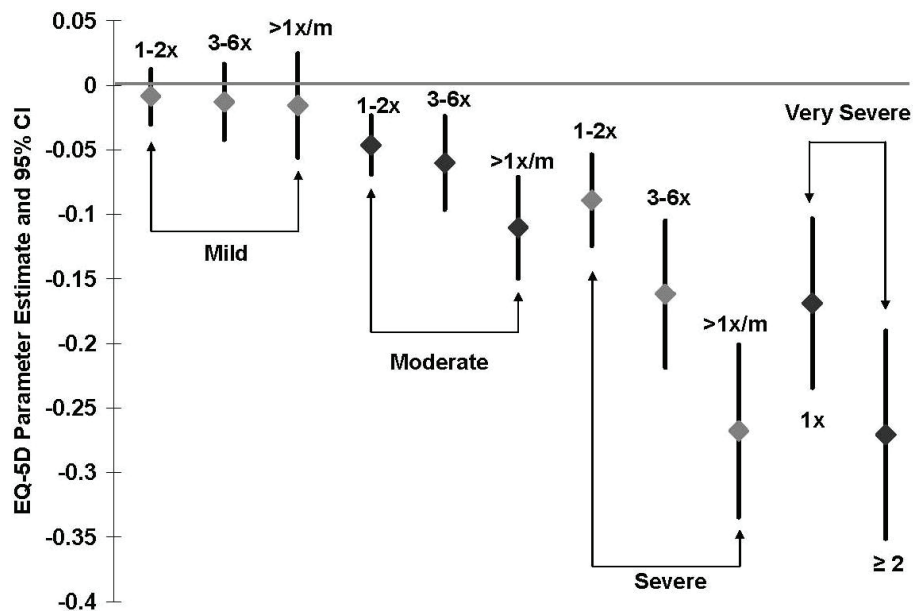 EQ-5D Parameter Estimate and 95% CI
0.05
0
-0.05
-0.1
-0.15
-0.2
-0.25
-0.3
-0.35
-0.4
1-2x
3-6x
>1x/m
Mild
1-2x
3-6x
>1x/m
Moderate
1-2x
3-6x
>1x/m
Severe
Very Severe
1x
≥ 2